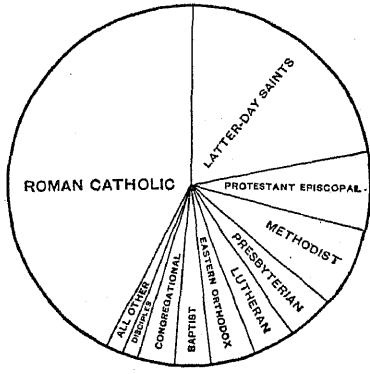 LATTER-DAY SAINTS
PROTESTANT EPISCOPAL.
METHODIST
PRESBYTERIAN
LUTHERAN
EASTERN ORTHODOX
BAPTIST
CONGREGATIONAL
DISCIPLES
ALL OTHER
ROMAN CATHOLIC